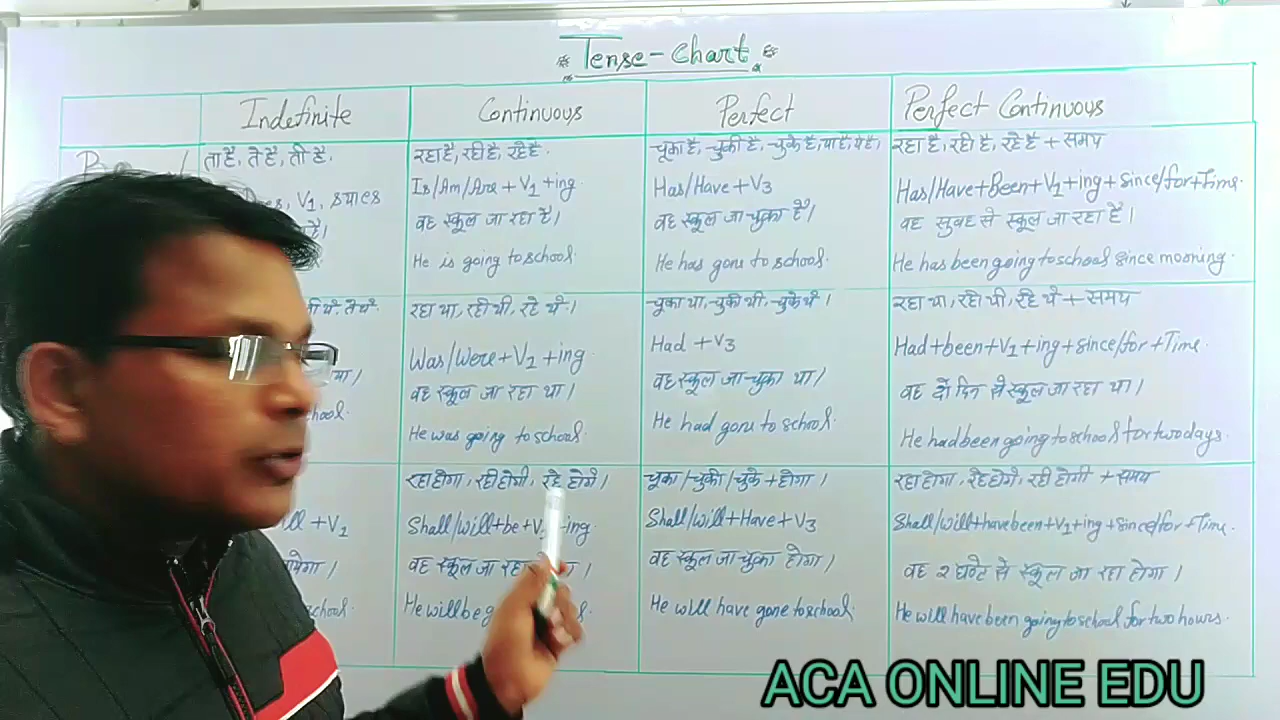 Tense-Chart
Indefinite
Continuous
Perfect
Perfect Continuous
ता है, ते है, ती है.
V1, s/ies
रहा है, रही है, रहे है.
Is/Am/Are + V1 + ing
वह स्कूल जा रहा है।
He is going to school.
चूका है, चुकी है, चुके है,
Has/Have + V3
वह स्कूल जा चुका है।
He has gone to school.
रहा है, रही है, रहे है + समय
Has/Have+Been+V1+ing+since/for+Time.
वह सुबह से स्कूल जा रहा है।
He has been going to school since morning.
रहा था, रही थी, रहे थे।
Was/Were+V1+ing
वह स्कूल जा रहा था।
He was going to school.
चूका था, चुकी थी, चुके थे।
Had + V3
वह स्कूल जा चुका था।
He had gone to school.
रहा था, रही थी, रहे थे + समय
Had+been+V1+ing+since/for+Time.
वह दो दिन से स्कूल जा रहा था।
He had been going to school for two days.
+V1
रहा होगा, रही होगी, रहे होगें।
Shall/will+be+V1+ing.
वह स्कूल जा रहा
He will be g
चूका/चुकी/चुके+होगा।
Shall/will+Have+V3
वह स्कूल जा चुका होगा।
He will have gone to school.
रहा होगा, रहे होगें, रही होगी + समय
Shall/will+have been+V1+ing+since/for+Time.
वह 2 घण्टे से स्कूल जा रहा होगा।
He will have been going to school for two hours.
ACA ONLINE EDU